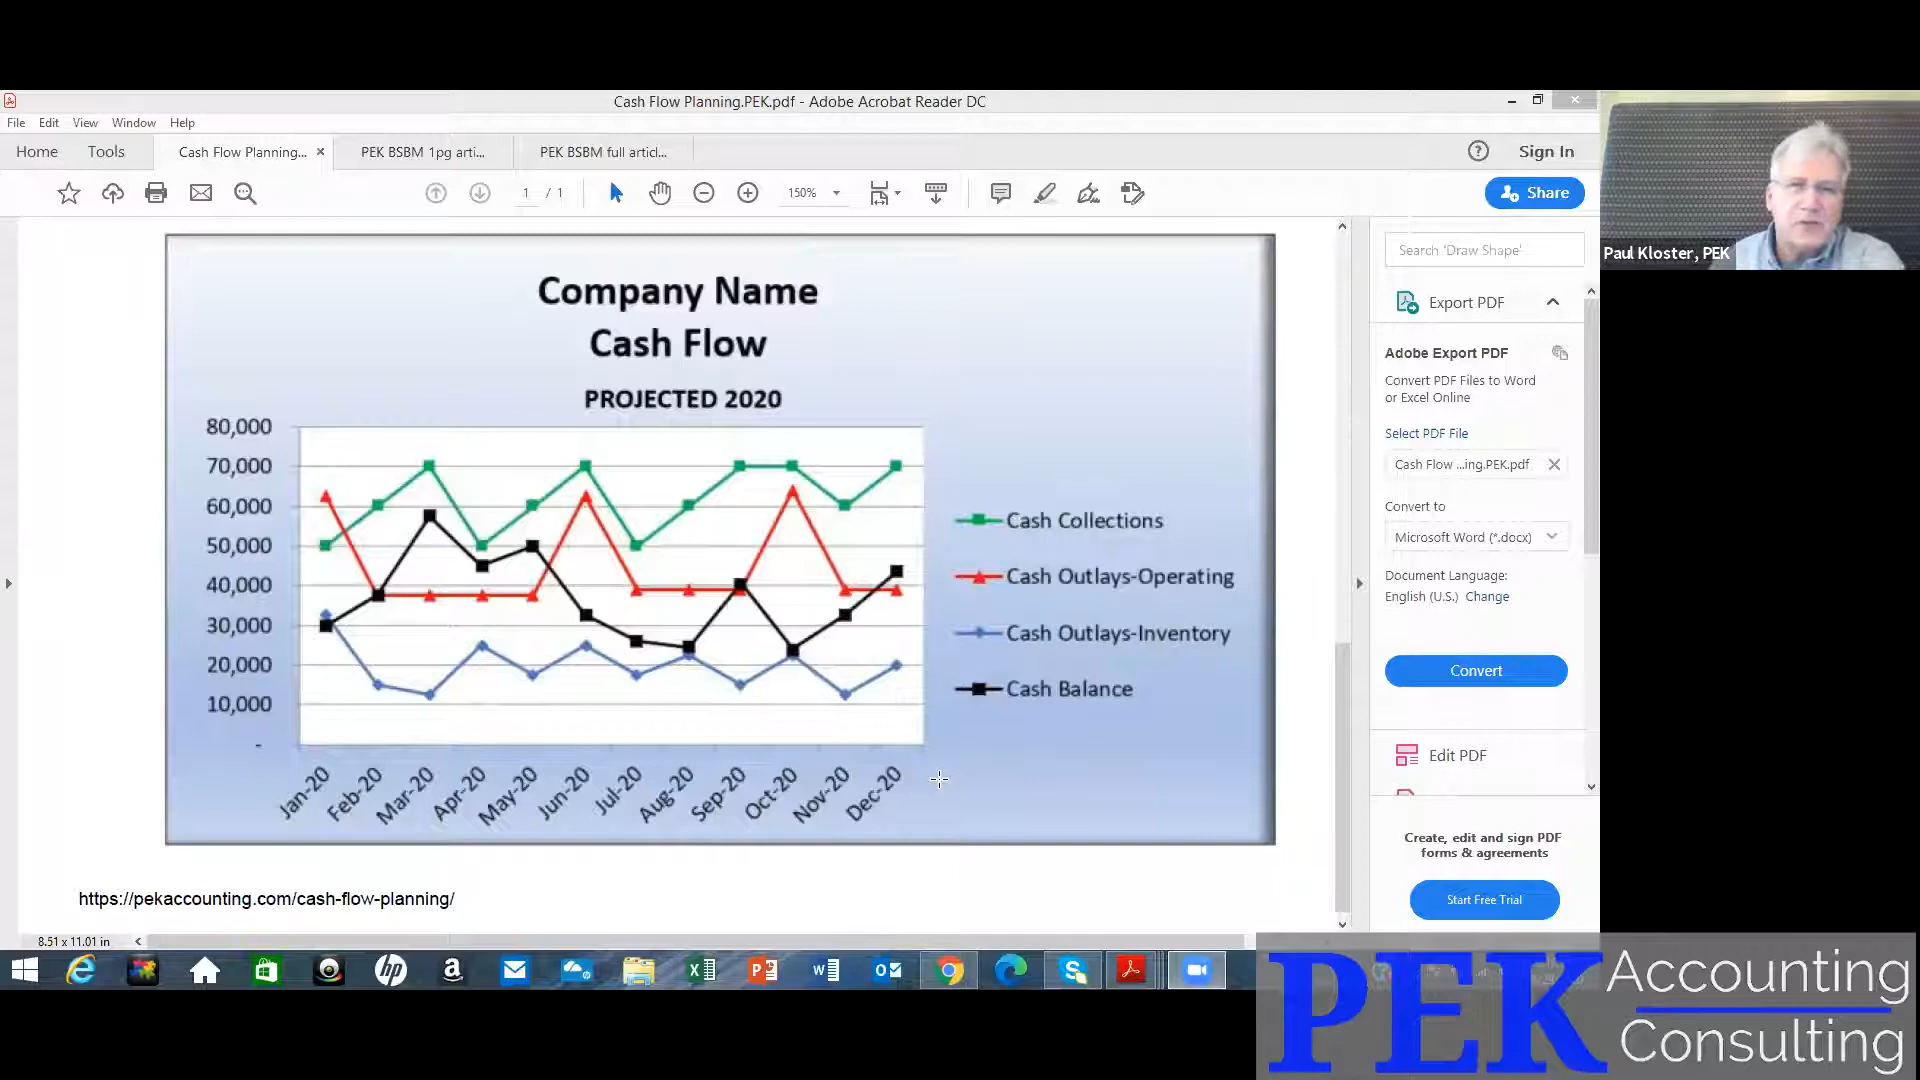 Cash Flow Planning.PEK.pdf - Adobe Acrobat Reader DC
File Edit View Window Help
Home Tools Cash Flow Planning... × PEK BSBM 1pg arti... PEK BSBM full articl... Sign In
1 / 1 150% Share
Paul Kloster, PEK
Company Name
Cash Flow
PROJECTED 2020
80,000
70,000
60,000
50,000
40,000
30,000
20,000
10,000
-
Jan-20 Feb-20 Mar-20 Apr-20 May-20 Jun-20 Jul-20 Aug-20 Sep-20 Oct-20 Nov-20 Dec-20
Cash Collections
Cash Outlays-Operating
Cash Outlays-Inventory
Cash Balance
https://pekaccounting.com/cash-flow-planning/
8.51 x 11.01 in
Search 'Draw Shape'
Export PDF
Adobe Export PDF
Convert PDF Files to Word
or Excel Online
Select PDF File
Cash Flow ...ing.PEK.pdf
Convert to
Microsoft Word (*.docx)
Document Language:
English (U.S.) Change
Convert
Edit PDF
Create, edit and sign PDF
forms & agreements
Start Free Trial
PEK Accounting
Consulting